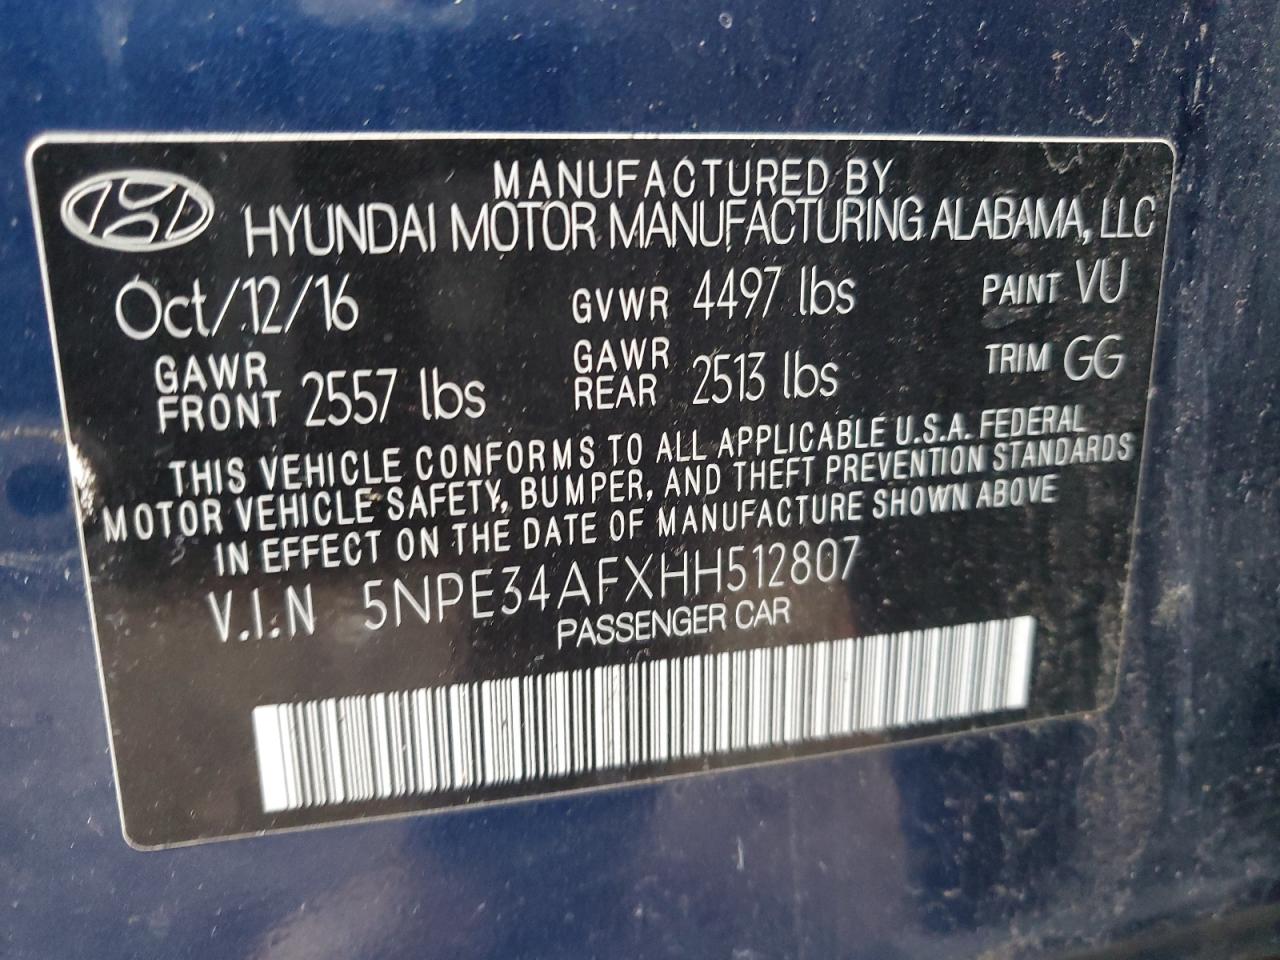 MANUFACTURED BY
HYUNDAI MOTOR MANUFACTURING ALABAMA, LLC
Oct/12/16 GVWR 4497 lbs PAINT VU
GAWR FRONT 2557 lbs GAWR REAR 2513 lbs TRIM GG
THIS VEHICLE CONFORMS TO ALL APPLICABLE U.S.A. FEDERAL
MOTOR VEHICLE SAFETY, BUMPER, AND THEFT PREVENTION STANDARDS
IN EFFECT ON THE DATE OF MANUFACTURE SHOWN ABOVE
V.I.N 5NPE34AFXHH512807
PASSENGER CAR